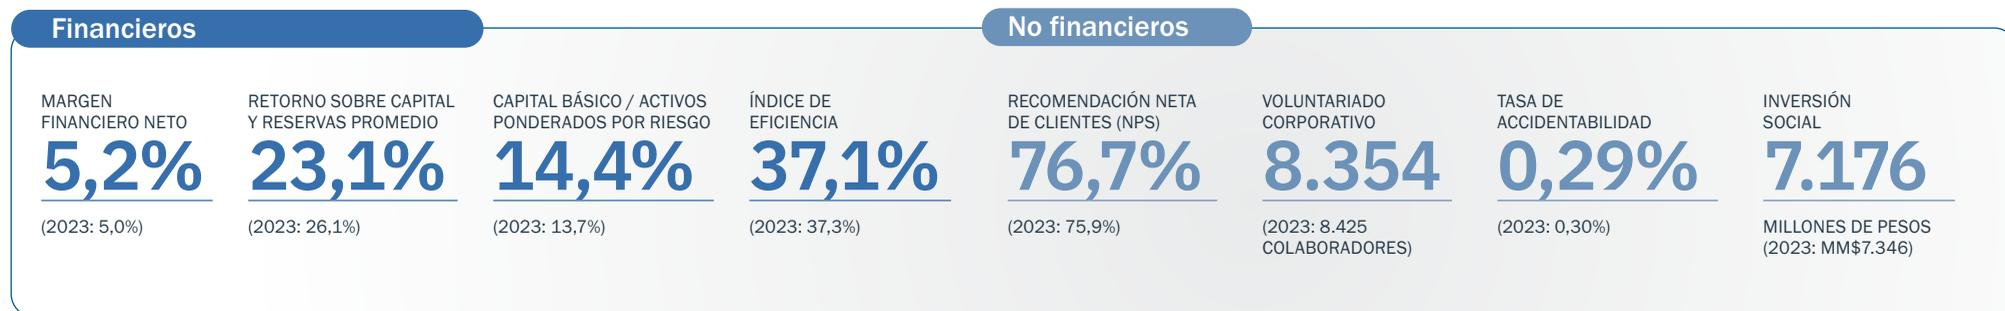 Financieros
MARGEN
FINANCIERO NETO
5,2%
(2023: 5,0%)
RETORNO SOBRE CAPITAL
Y RESERVAS PROMEDIO
23,1%
(2023: 26,1%)
CAPITAL BÁSICO / ACTIVOS
PONDERADOS POR RIESGO
14,4%
(2023: 13,7%)
ÍNDICE DE
EFICIENCIA
37,1%
(2023: 37,3%)
No financieros
RECOMENDACIÓN NETA
DE CLIENTES (NPS)
76,7%
(2023: 75,9%)
VOLUNTARIADO
CORPORATIVO
8.354
(2023: 8.425
COLABORADORES)
TASA DE
ACCIDENTABILIDAD
0,29%
(2023: 0,30%)
INVERSIÓN
SOCIAL
7.176
MILLONES DE PESOS
(2023: MM$7.346)